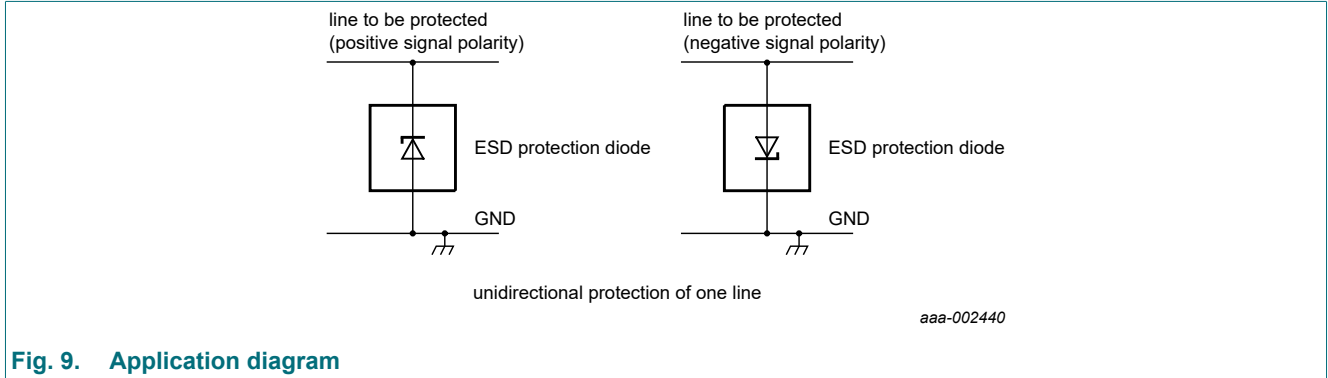 line to be protected
(positive signal polarity)
line to be protected
(negative signal polarity)
ESD protection diode
ESD protection diode
GND
GND
unidirectional protection of one line
aaa-002440
Fig. 9. Application diagram